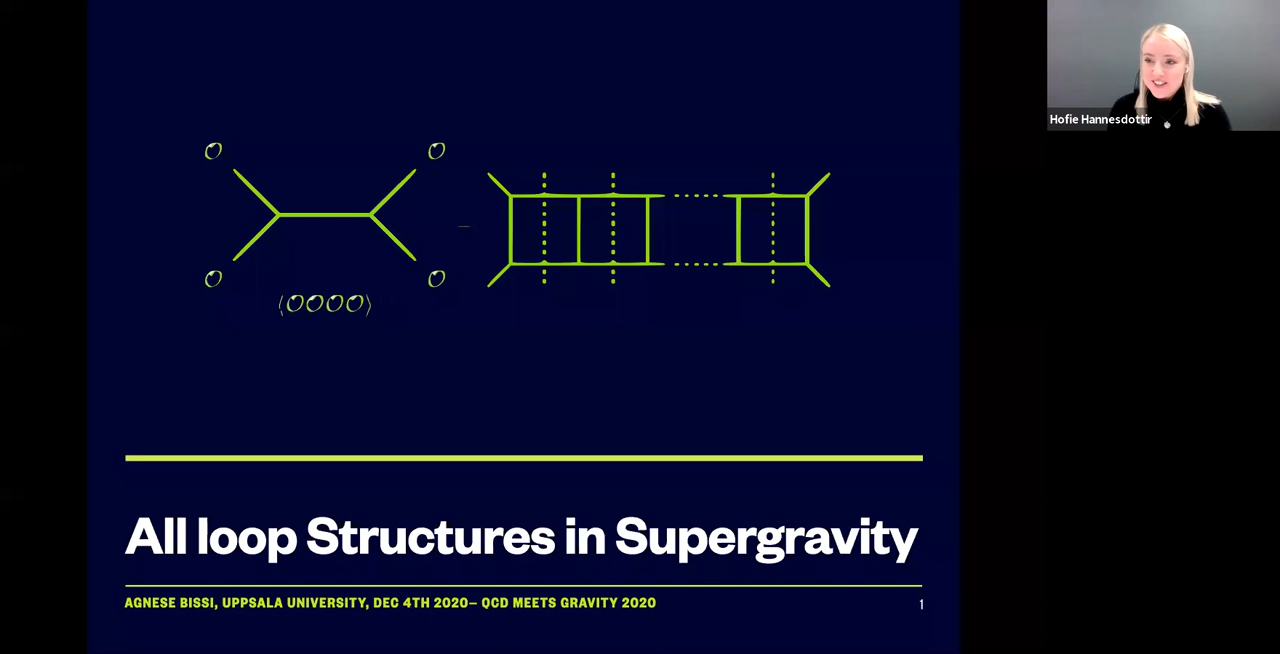 Hofie Hannesdottir
O O
O O
⟨OOOO⟩
All loop Structures in Supergravity
AGNESE BISSI, UPPSALA UNIVERSITY, DEC 4TH 2020– QCD MEETS GRAVITY 2020
1